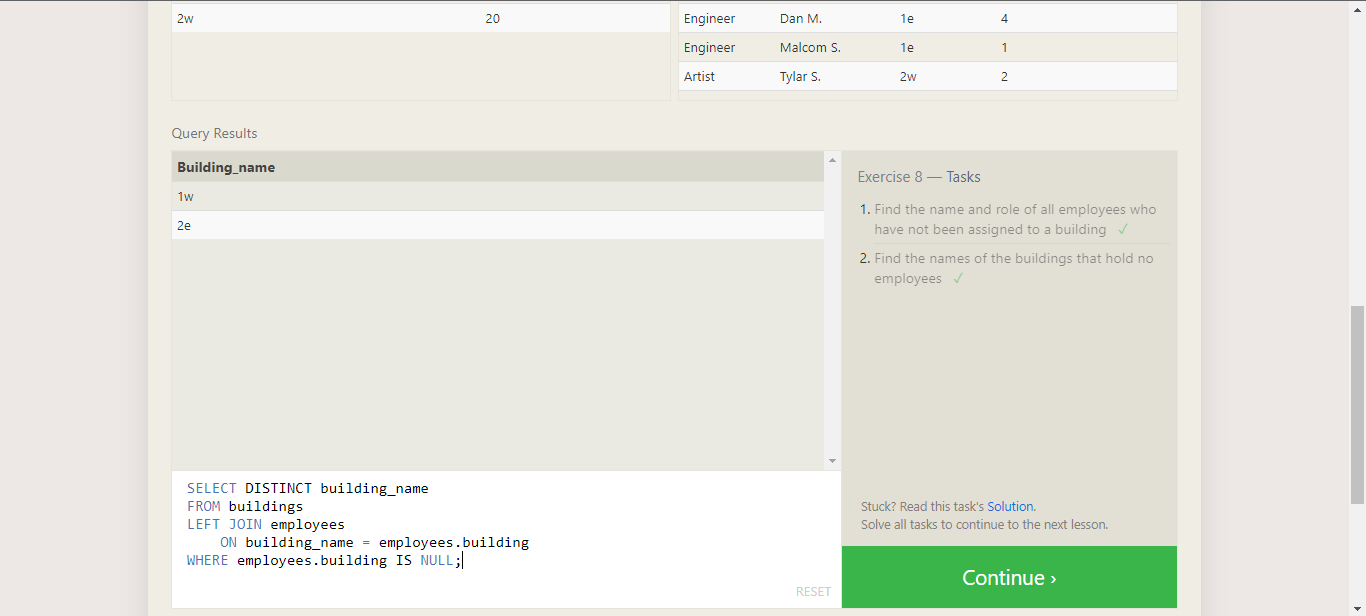 2w 20
Engineer Dan M. 1e 4
Engineer Malcom S. 1e 1
Artist Tylar S. 2w 2
Query Results
Building_name
1w
2e
Exercise 8 — Tasks
1. Find the name and role of all employees who
have not been assigned to a building ✓
2. Find the names of the buildings that hold no
employees ✓
SELECT DISTINCT building_name
FROM buildings
LEFT JOIN employees
    ON building_name = employees.building
WHERE employees.building IS NULL;
RESET
Stuck? Read this task's Solution.
Solve all tasks to continue to the next lesson.
Continue ›